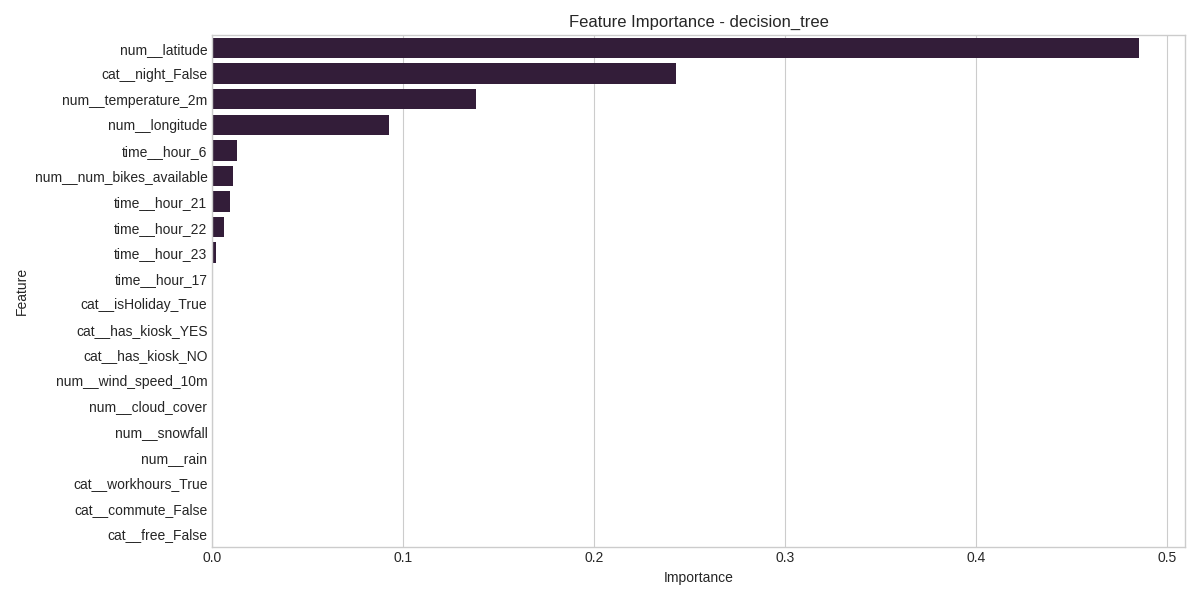 Feature Importance - decision_tree
num__latitude
cat__night_False
num__temperature_2m
num__longitude
time__hour_6
num__num_bikes_available
time__hour_21
time__hour_22
time__hour_23
time__hour_17
cat__isHoliday_True
cat__has_kiosk_YES
cat__has_kiosk_NO
num__wind_speed_10m
num__cloud_cover
num__snowfall
num__rain
cat__workhours_True
cat__commute_False
cat__free_False
Feature
0.0 0.1 0.2 0.3 0.4 0.5
Importance